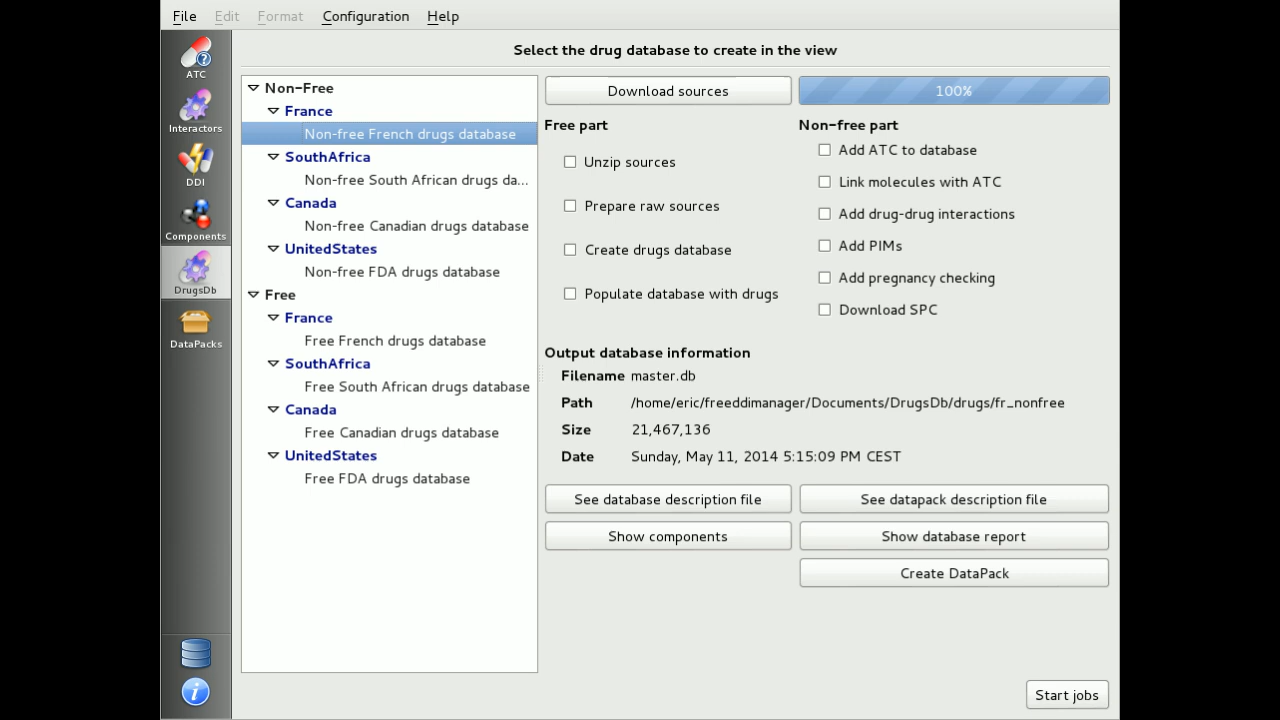 File Edit Format Configuration Help
ATC
Interactors
DDI
Components
DrugsDb
DataPacks
Select the drug database to create in the view
Non-Free
France
Non-free French drugs database
SouthAfrica
Non-free South African drugs da...
Canada
Non-free Canadian drugs database
UnitedStates
Non-free FDA drugs database
Free
France
Free French drugs database
SouthAfrica
Free South African drugs database
Canada
Free Canadian drugs database
UnitedStates
Free FDA drugs database
Download sources 100%
Free part
Unzip sources
Prepare raw sources
Create drugs database
Populate database with drugs
Non-free part
Add ATC to database
Link molecules with ATC
Add drug-drug interactions
Add PIMs
Add pregnancy checking
Download SPC
Output database information
Filename master.db
Path /home/eric/freeddimanager/Documents/DrugsDb/drugs/fr_nonfree
Size 21,467,136
Date Sunday, May 11, 2014 5:15:09 PM CEST
See database description file See datapack description file
Show components Show database report
Create DataPack
Start jobs